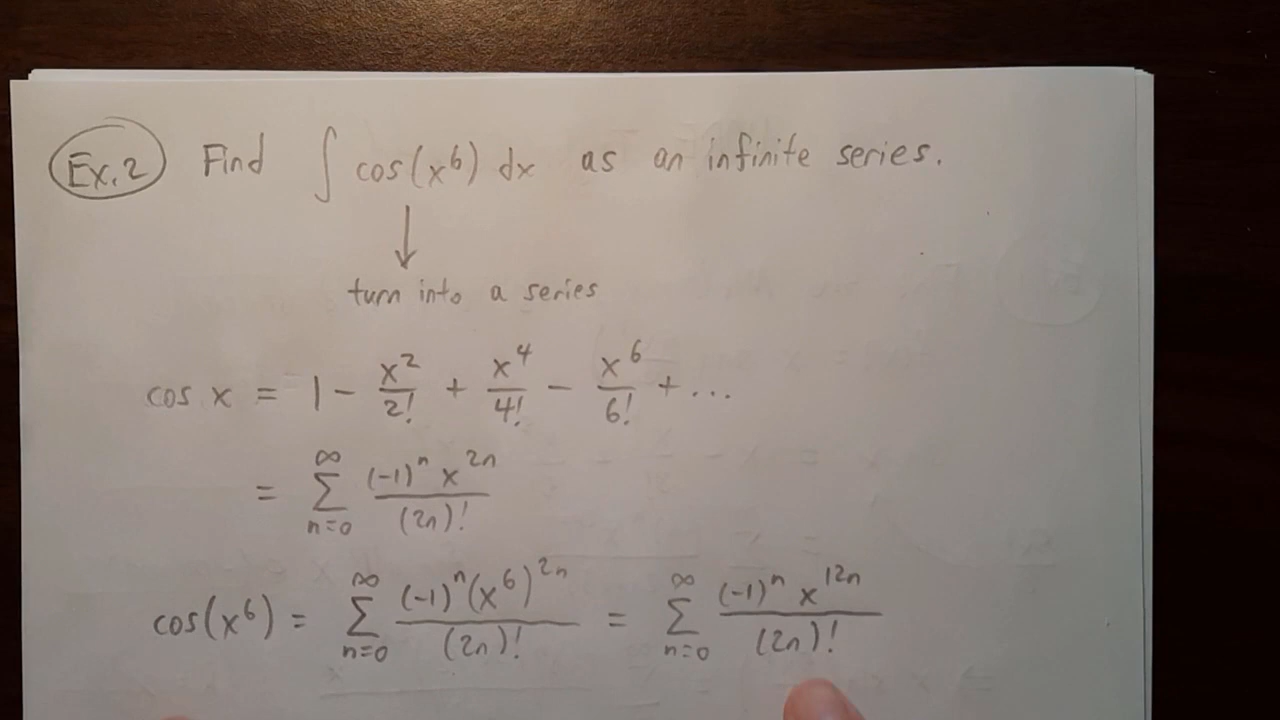 Ex. 2 Find ∫ cos(x⁶) dx as an infinite series.
↓
turn into a series
cos x = 1 − x²/2! + x⁴/4! − x⁶/6! + ...
= ∑_{n=0}^{∞} (-1)ⁿ x²ⁿ / (2n)!
cos(x⁶) = ∑_{n=0}^{∞} (-1)ⁿ(x⁶)²ⁿ / (2n)! = ∑_{n=0}^{∞} (-1)ⁿ x¹²ⁿ / (2n)!